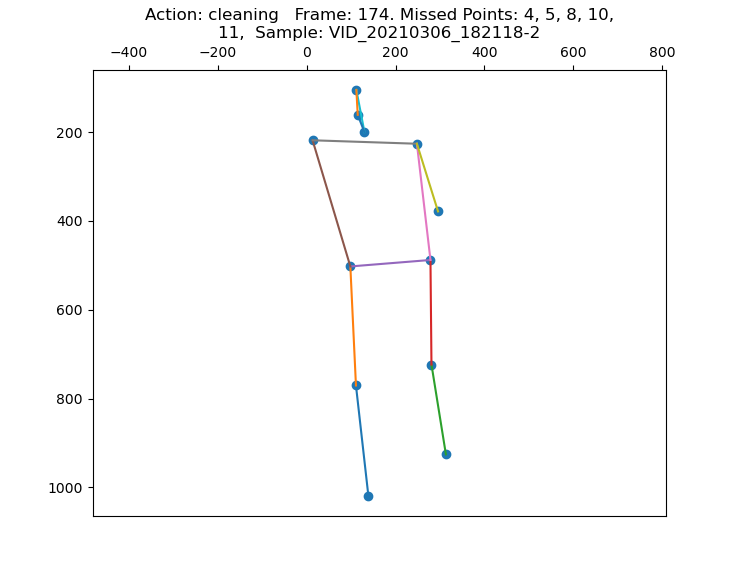 Action: cleaning   Frame: 174. Missed Points: 4, 5, 8, 10,
11,  Sample: VID_20210306_182118-2
−400 −200 0 200 400 600 800
200
400
600
800
1000